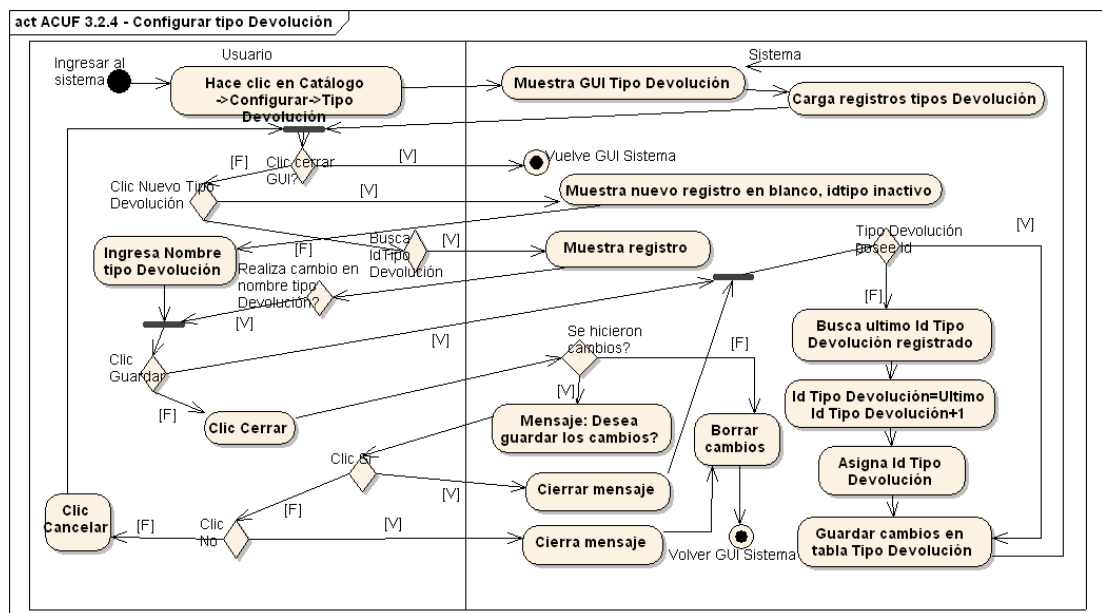 act ACUF 3.2.4 - Configurar tipo Devolución
Usuario
Sistema
Ingresar al
sistema
Hace clic en Catálogo
->Configurar->Tipo
Devolución
Muestra GUI Tipo Devolución
Carga registros tipos Devolución
[F]
Clic cerrar
GUI?
[V]
Vuelve GUI Sistema
Clic Nuevo Tipo
Devolución
[V]
Muestra nuevo registro en blanco, idtipo inactivo
[F]
Busca
IdTipo
Devolución
[V]
Muestra registro
Tipo Devolución
posee Id
[V]
Ingresa Nombre
tipo Devolución
Realiza cambio en
nombre tipo
Devolución?
[V]
[F]
Busca ultimo Id Tipo
Devolución registrado
Clic
Guardar
[V]
[F]
Se hicieron
cambios?
[F]
[V]
Id Tipo Devolución=Ultimo
Id Tipo Devolución+1
Clic Cerrar
Mensaje: Desea
guardar los cambios?
Borrar
cambios
Asigna Id Tipo
Devolución
Clic Si
[V]
Cierrar mensaje
[F]
Clic
Cancelar
[F]
Clic
No
[V]
Cierra mensaje
Volver GUI Sistema
Guardar cambios en
tabla Tipo Devolución